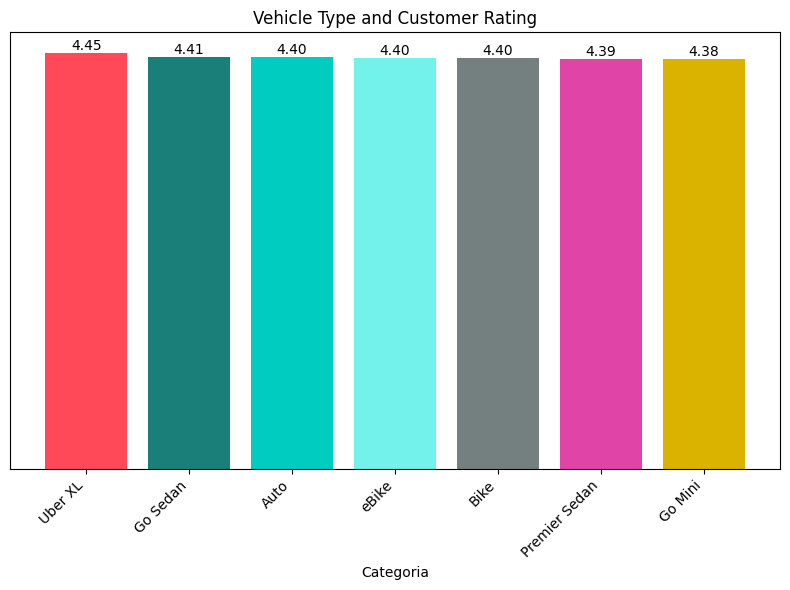 Vehicle Type and Customer Rating
4.45
4.41
4.40
4.40
4.40
4.39
4.38
Uber XL
Go Sedan
Auto
eBike
Bike
Premier Sedan
Go Mini
Categoria